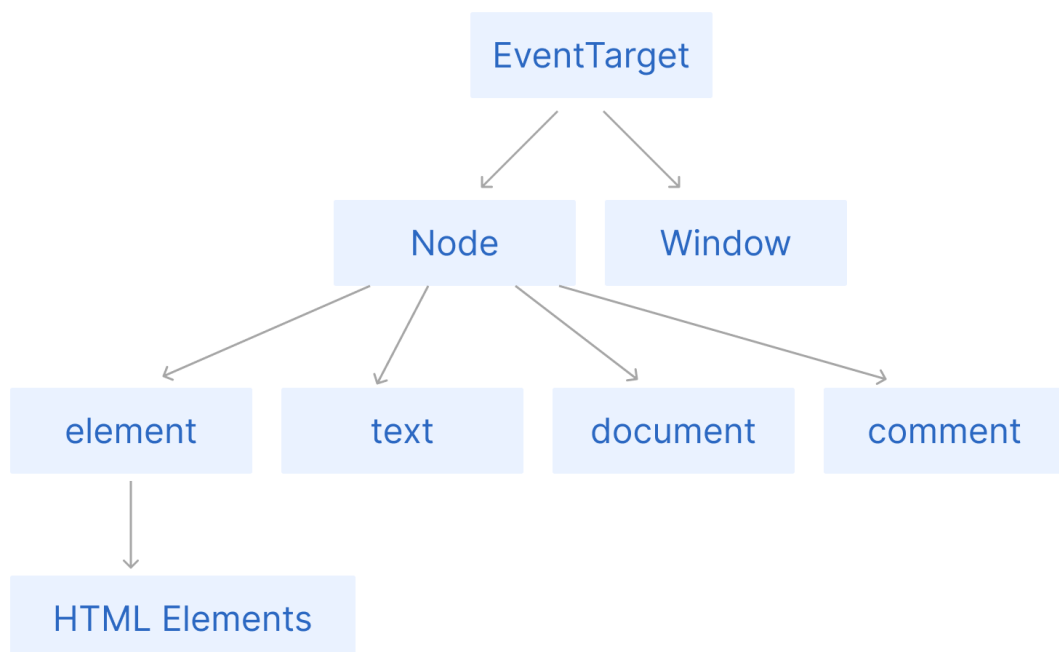 EventTarget
Node
Window
element
text
document
comment
HTML Elements